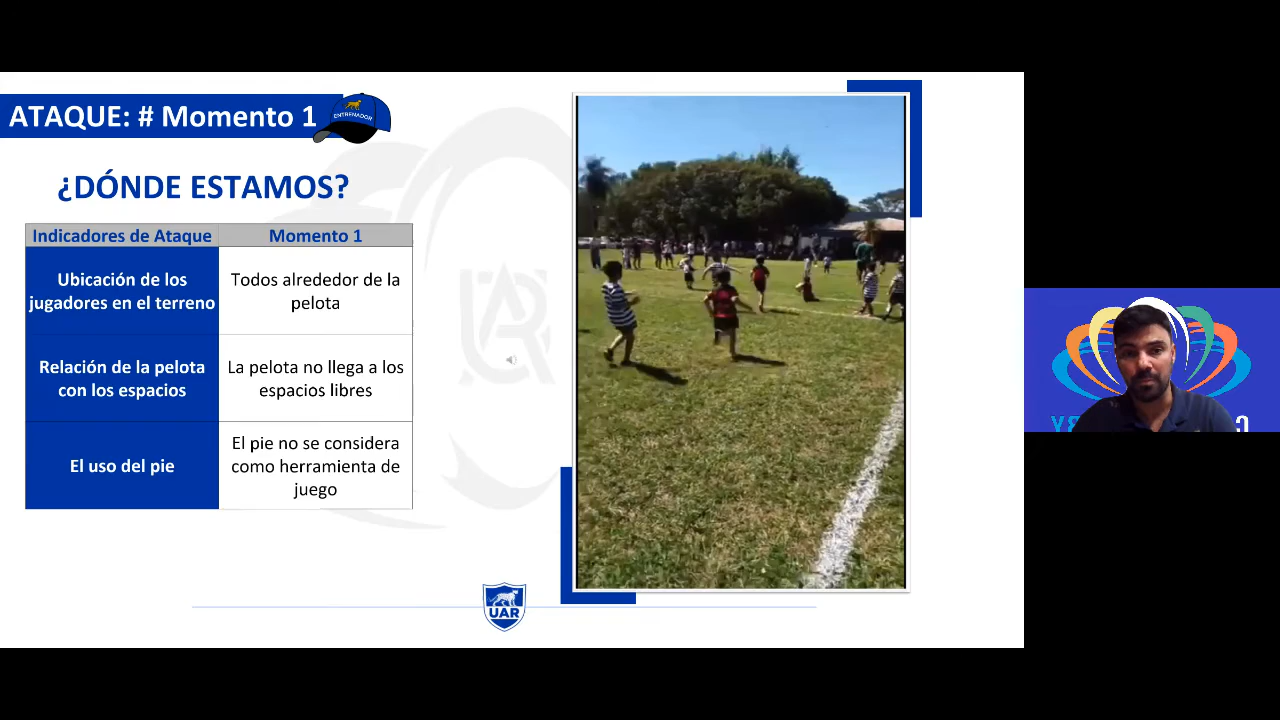 ATAQUE: # Momento 1
ENTRENADOR
¿DÓNDE ESTAMOS?
Indicadores de Ataque
Momento 1
Ubicación de los
jugadores en el terreno
Todos alrededor de la
pelota
Relación de la pelota
con los espacios
La pelota no llega a los
espacios libres
El uso del pie
El pie no se considera
como herramienta de
juego
UAR